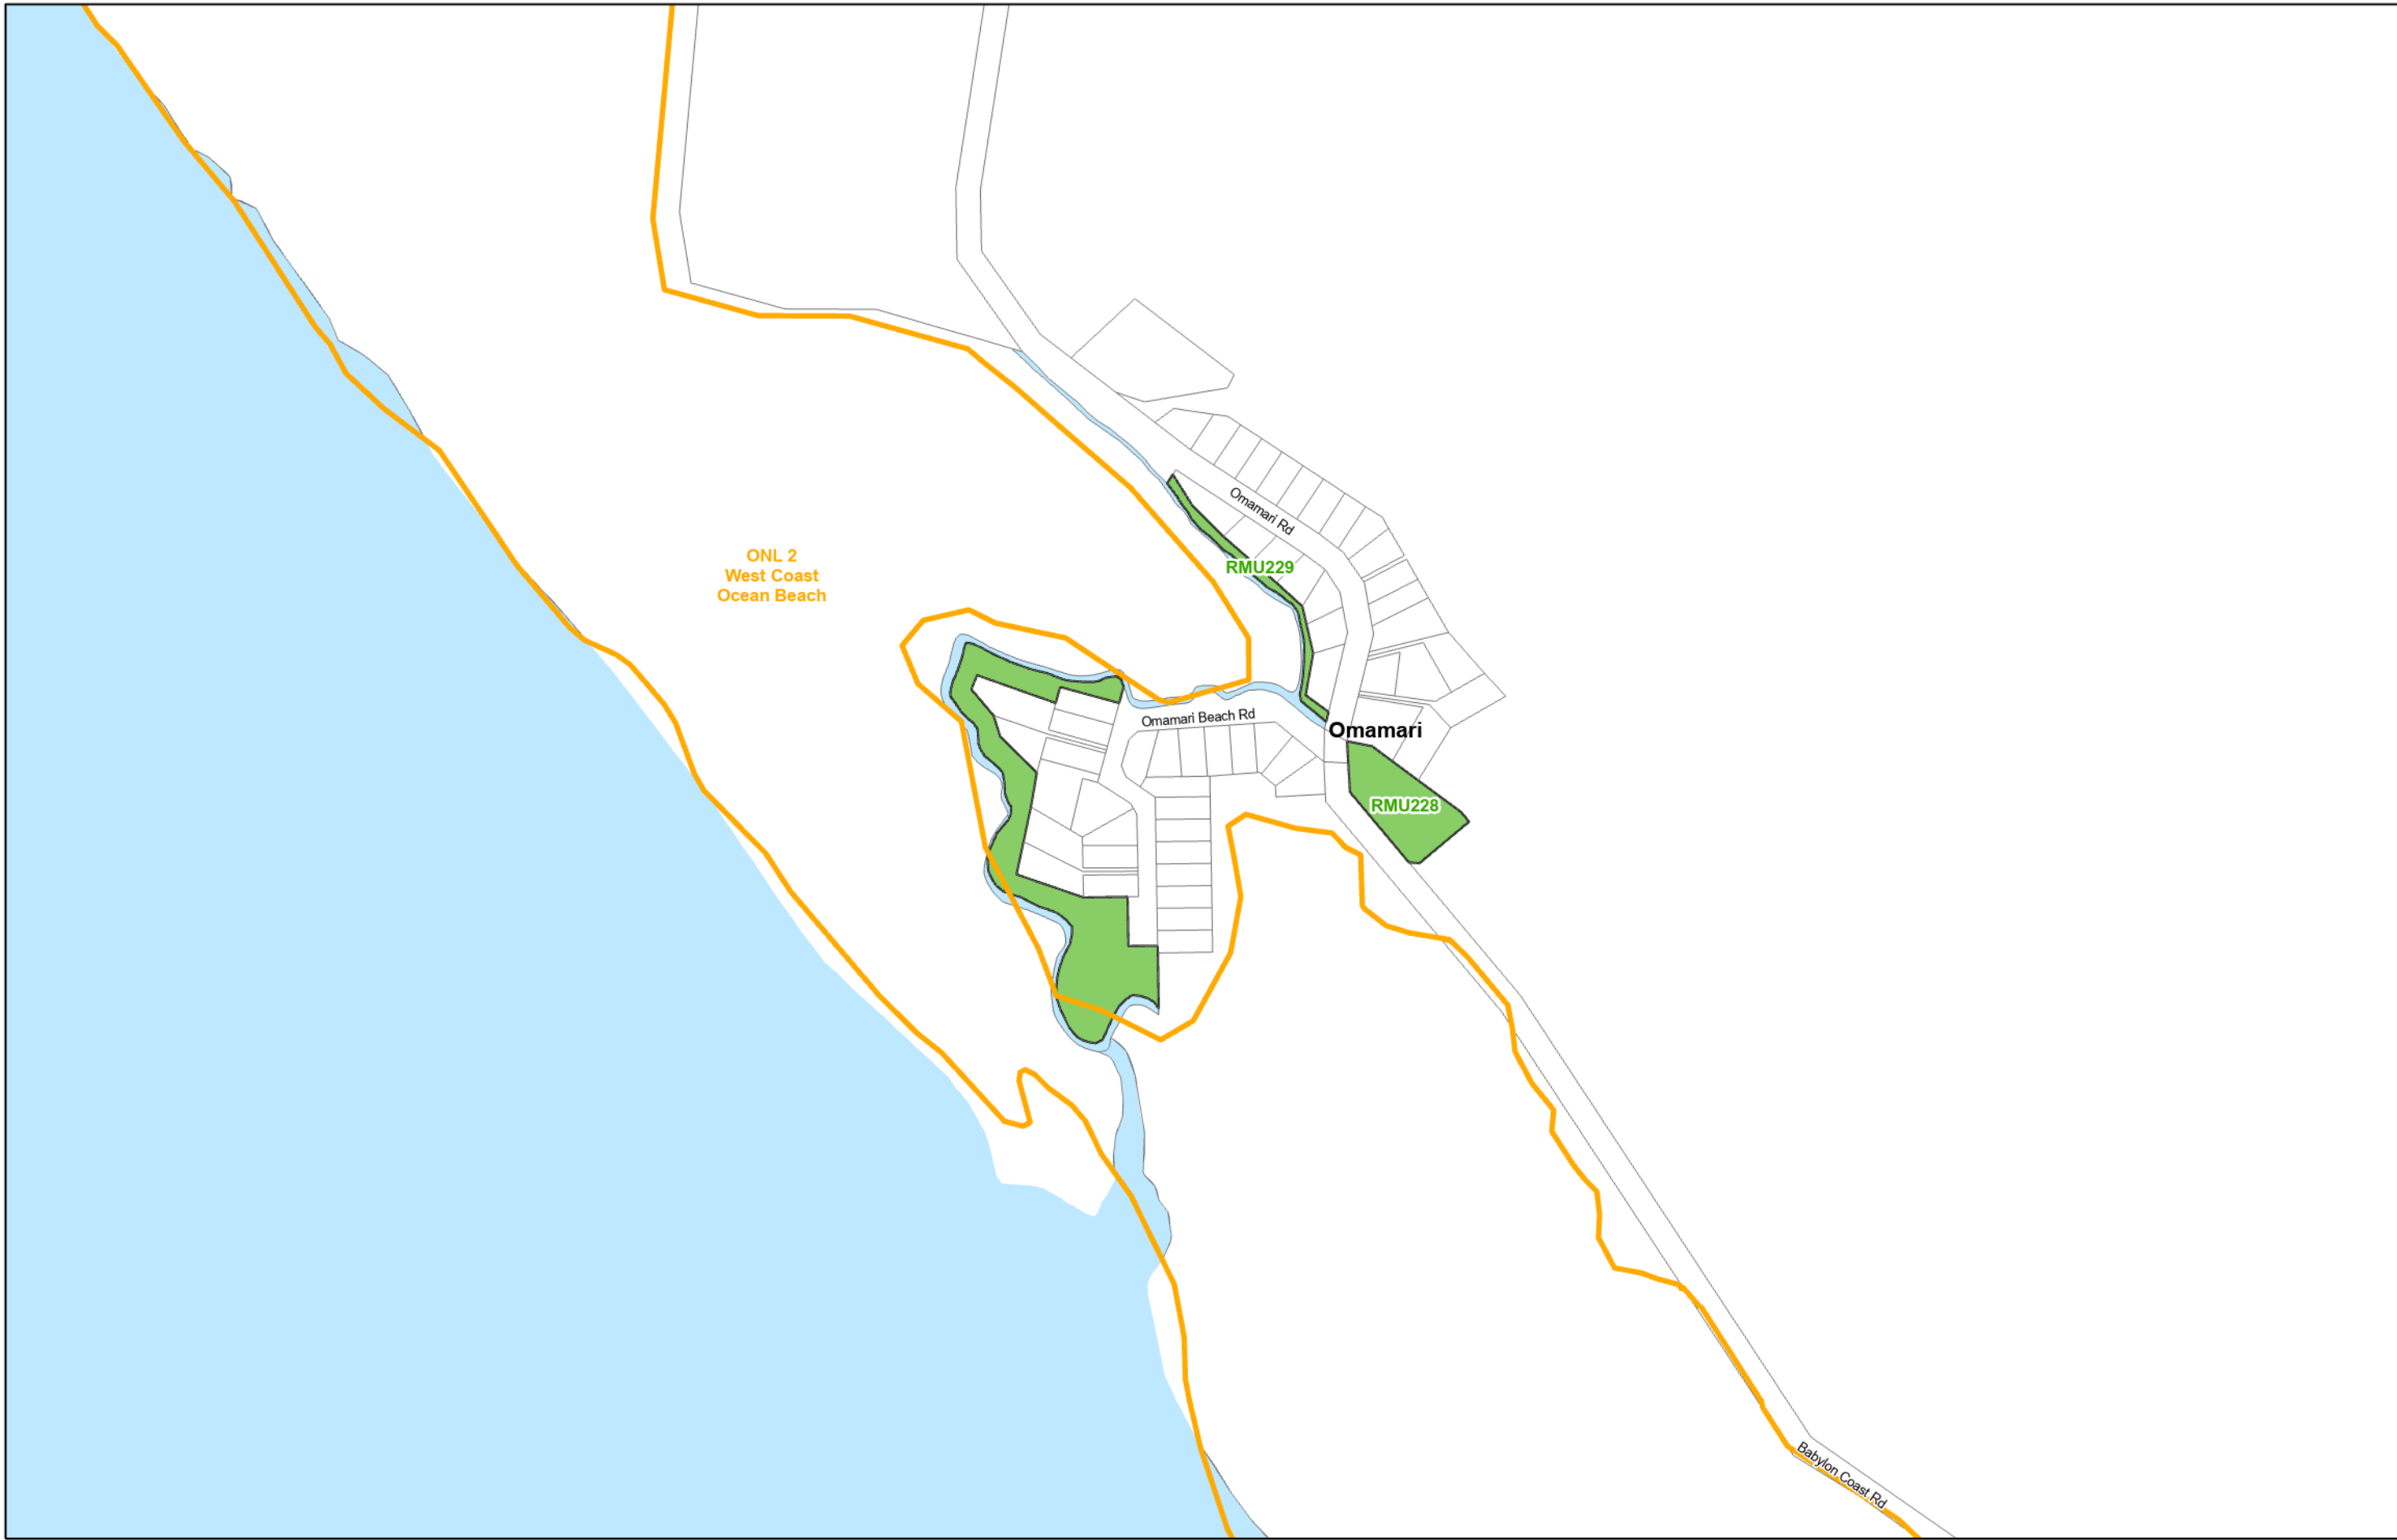 Omamari Rd
ONL 2
West Coast
Ocean Beach
RMU229
Omamari Beach Rd
Omamari
RMU228
Babylon Coast Rd